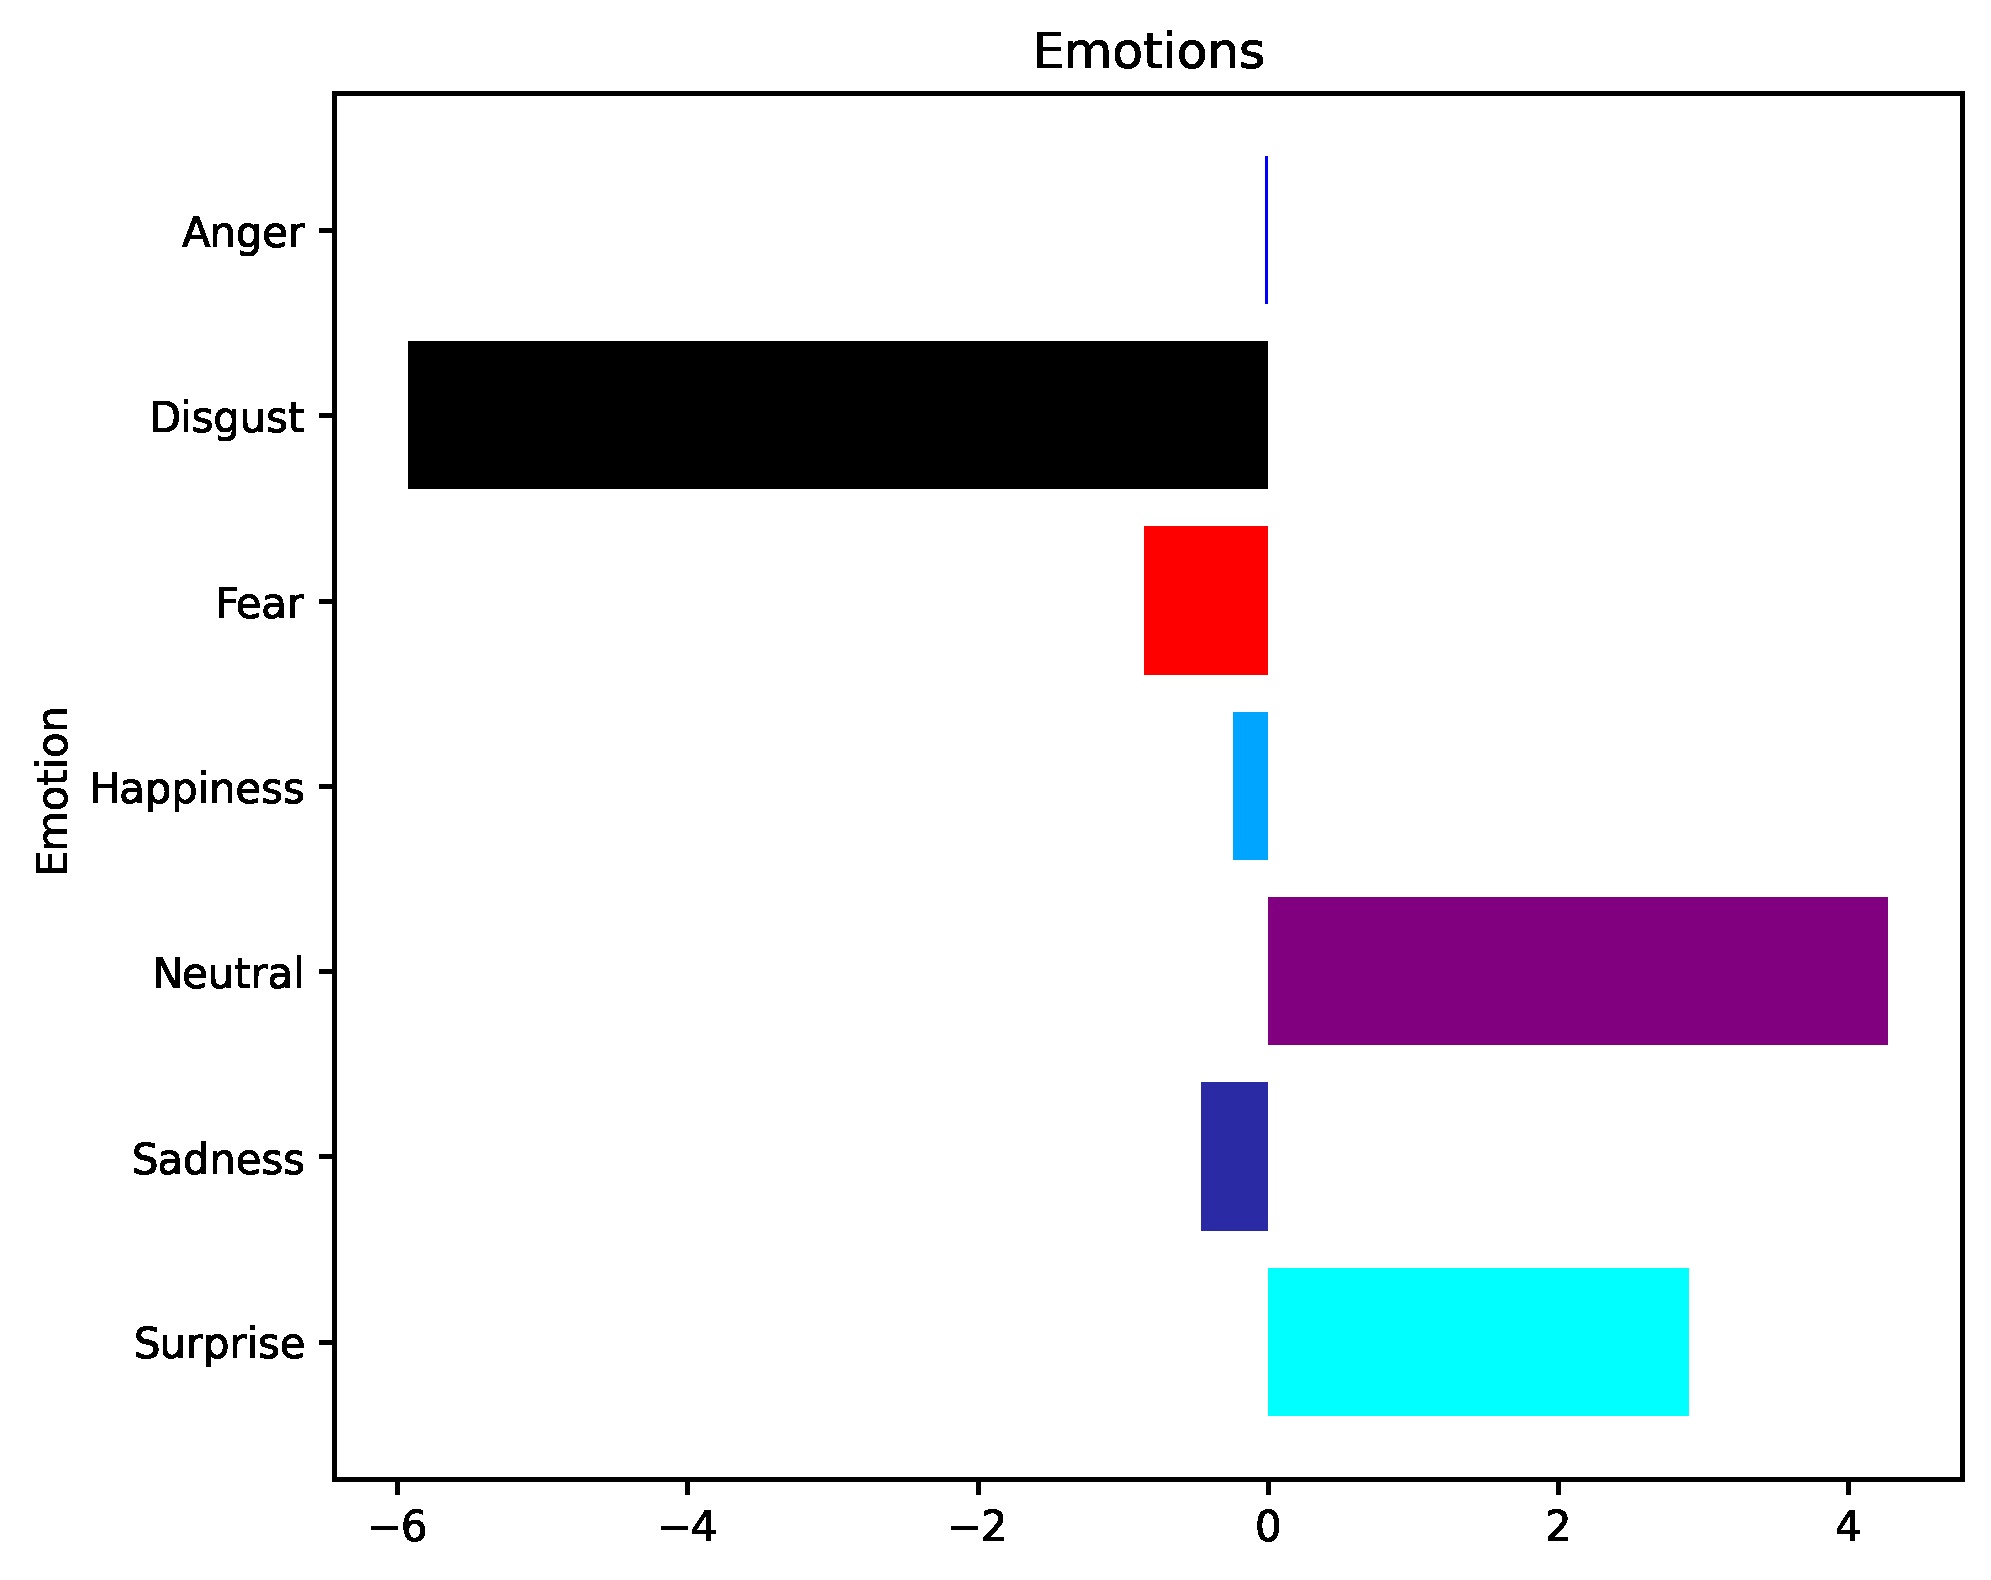 Emotions
Emotion
Anger
Disgust
Fear
Happiness
Neutral
Sadness
Surprise
−6 −4 −2 0 2 4